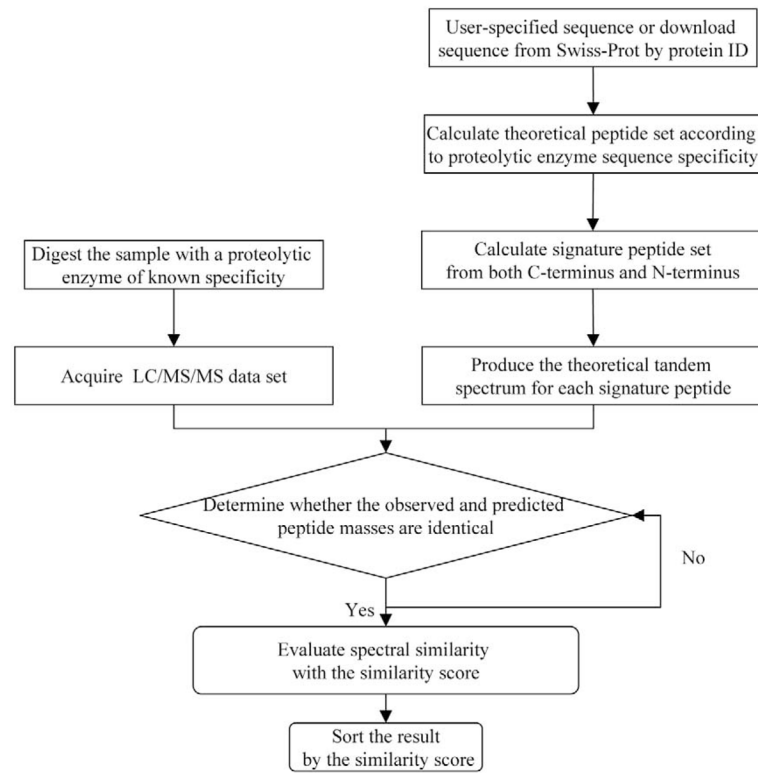 User-specified sequence or download
sequence from Swiss-Prot by protein ID
Calculate theoretical peptide set according
to proteolytic enzyme sequence specificity
Digest the sample with a proteolytic
enzyme of known specificity
Calculate signature peptide set
from both C-terminus and N-terminus
Acquire LC/MS/MS data set
Produce the theoretical tandem
spectrum for each signature peptide
Determine whether the observed and predicted
peptide masses are identical
No
Yes
Evaluate spectral similarity
with the similarity score
Sort the result
by the similarity score